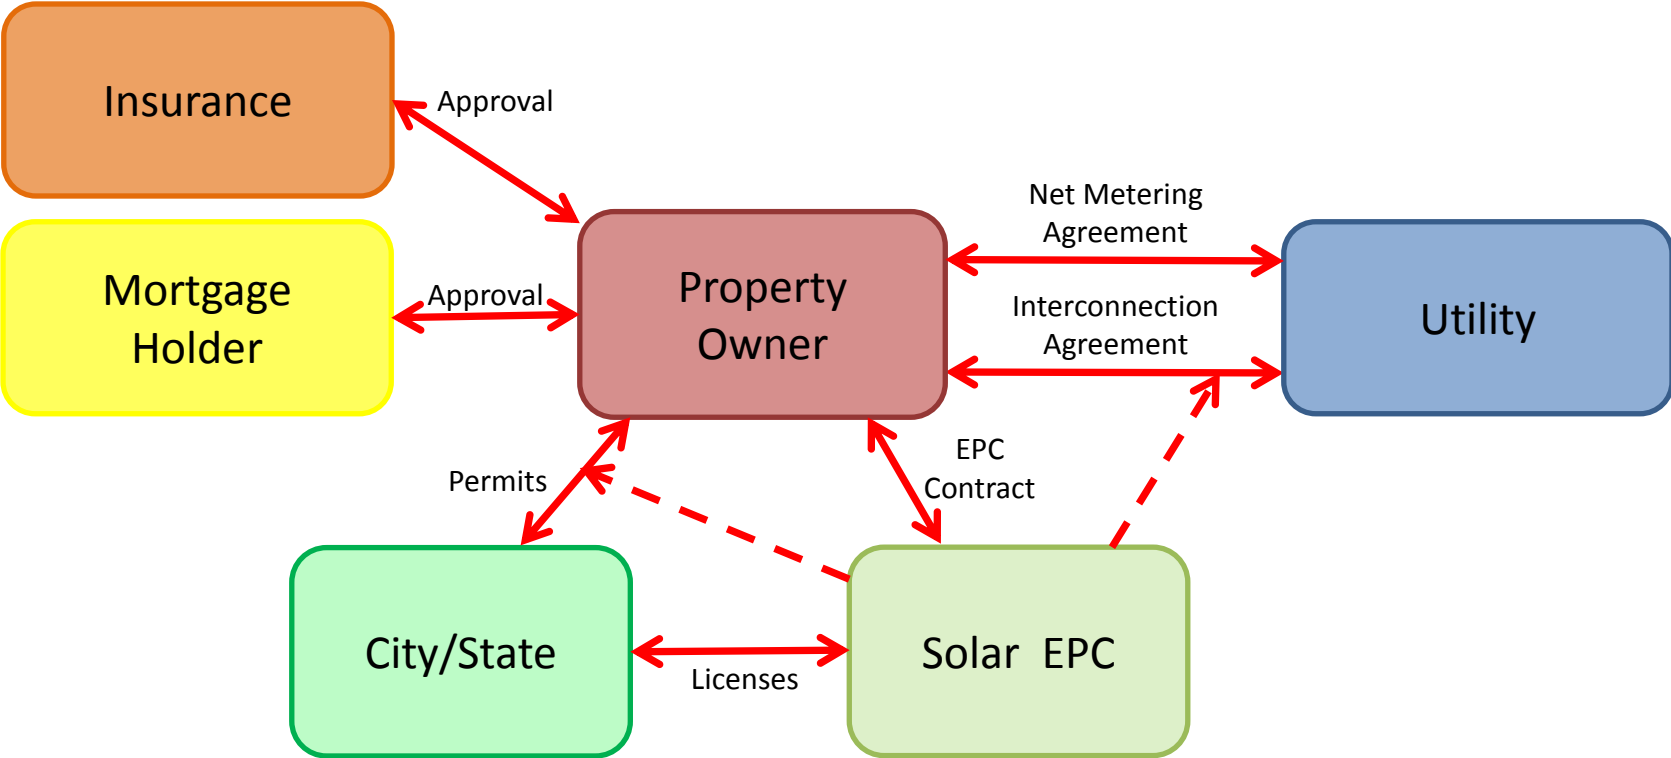 Insurance
Approval
Mortgage
Holder
Approval
Property
Owner
Net Metering
Agreement
Interconnection
Agreement
Utility
Permits
EPC
Contract
City/State
Licenses
Solar  EPC